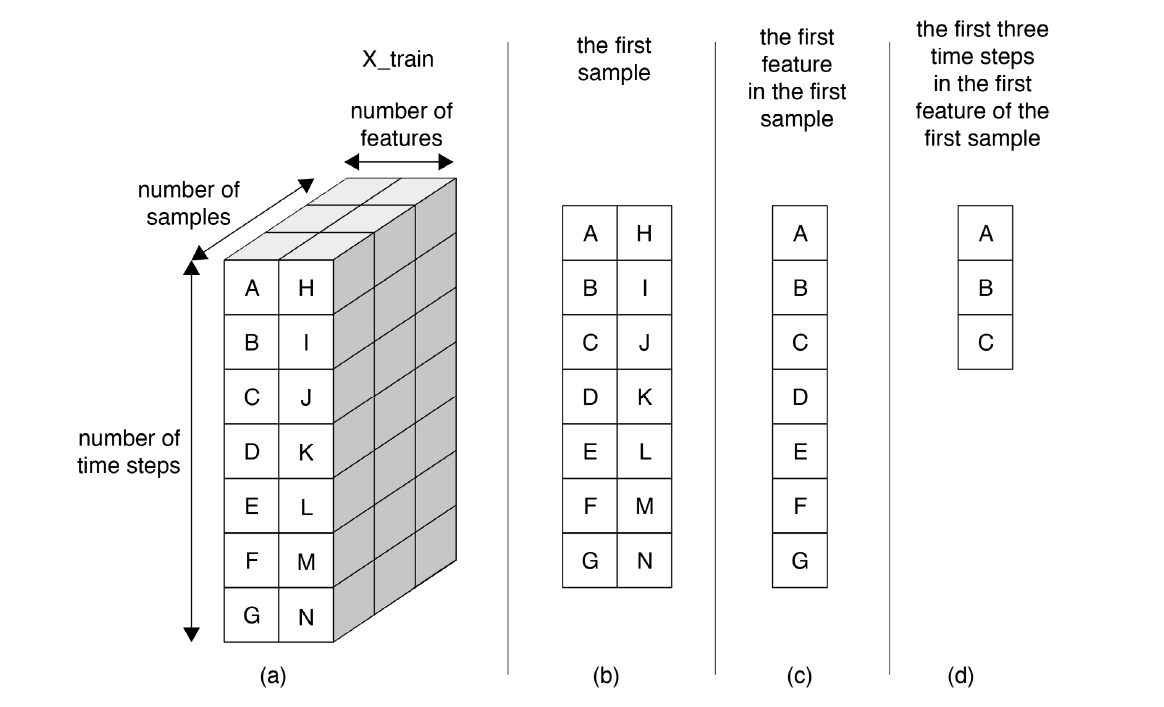 X_train
number of
features
number of
samples
number of
time steps
A H
B I
C J
D K
E L
F M
G N
(a)
the first
sample
A H
B I
C J
D K
E L
F M
G N
(b)
the first
feature
in the first
sample
A
B
C
D
E
F
G
(c)
the first three
time steps
in the first
feature of the
first sample
A
B
C
(d)